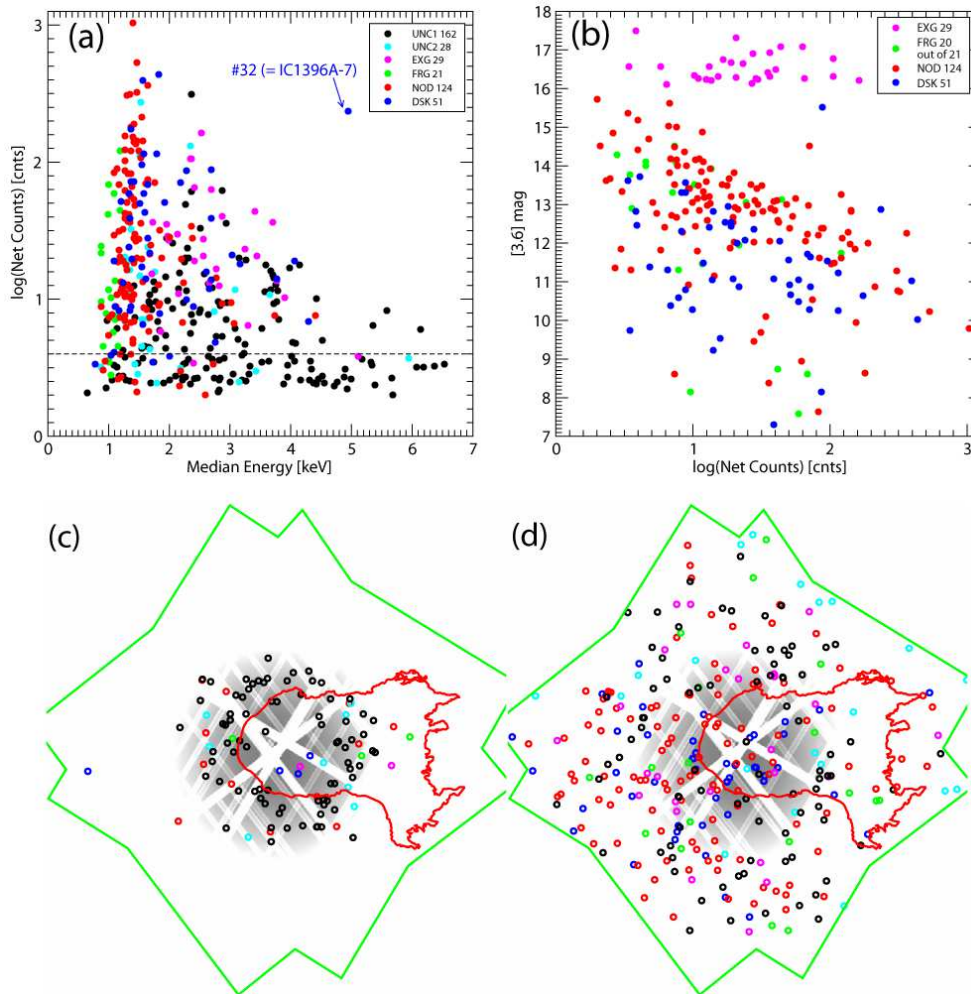 (a)
UNC1 162
UNC2 28
EXG 29
FRG 21
NOD 124
DSK 51
#32 (= IC1396A-7)
log(Net Counts) [cnts]
3
2
1
0
0 1 2 3 4 5 6 7
Median Energy [keV]
(b)
EXG 29
FRG 20
out of 21
NOD 124
DSK 51
[3.6] mag
18
17
16
15
14
13
12
11
10
9
8
7
0 1 2 3
log(Net Counts) [cnts]
(c)
(d)